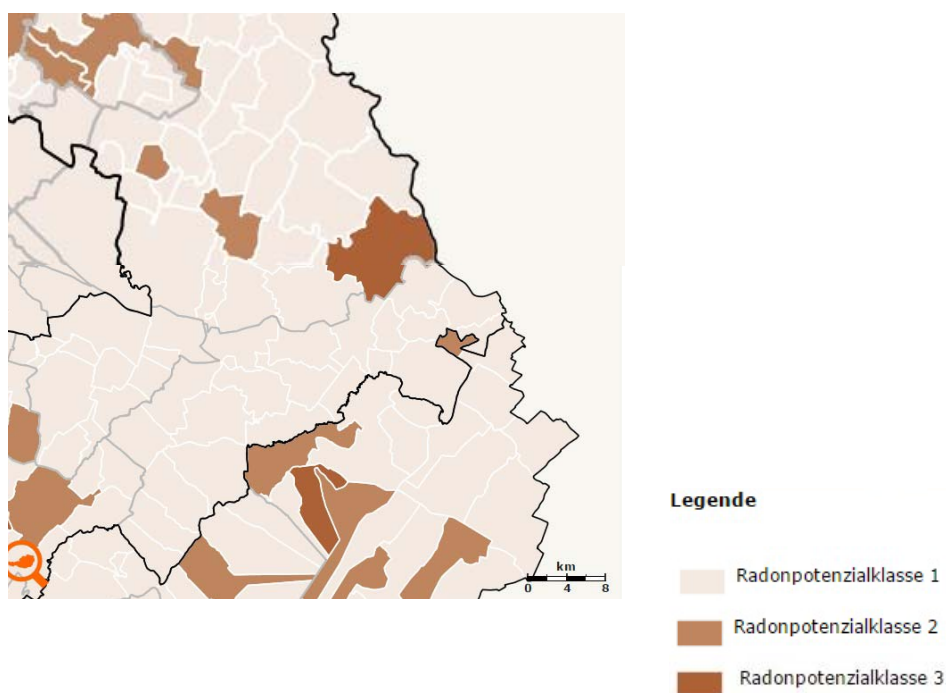 Legende
km
0 4 8
Radonpotenzialklasse 1
Radonpotenzialklasse 2
Radonpotenzialklasse 3